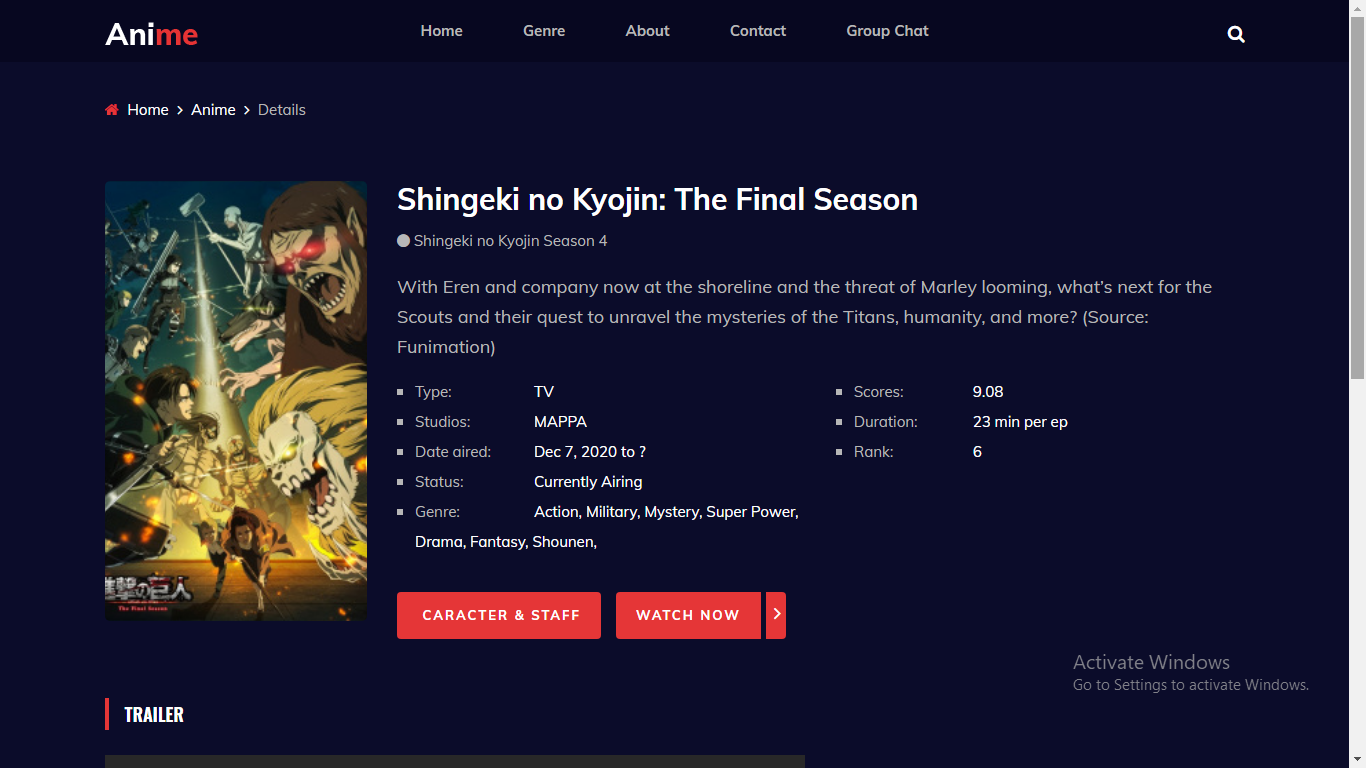 Anime
Home Genre About Contact Group Chat
Home Anime Details
Shingeki no Kyojin: The Final Season
Shingeki no Kyojin Season 4
With Eren and company now at the shoreline and the threat of Marley looming, what's next for the
Scouts and their quest to unravel the mysteries of the Titans, humanity, and more? (Source:
Funimation)
Type: TV
Studios: MAPPA
Date aired: Dec 7, 2020 to ?
Status: Currently Airing
Genre: Action, Military, Mystery, Super Power,
Drama, Fantasy, Shounen,
Scores: 9.08
Duration: 23 min per ep
Rank: 6
進撃の巨人
The Final Season
CARACTER & STAFF
WATCH NOW
Activate Windows
Go to Settings to activate Windows.
TRAILER